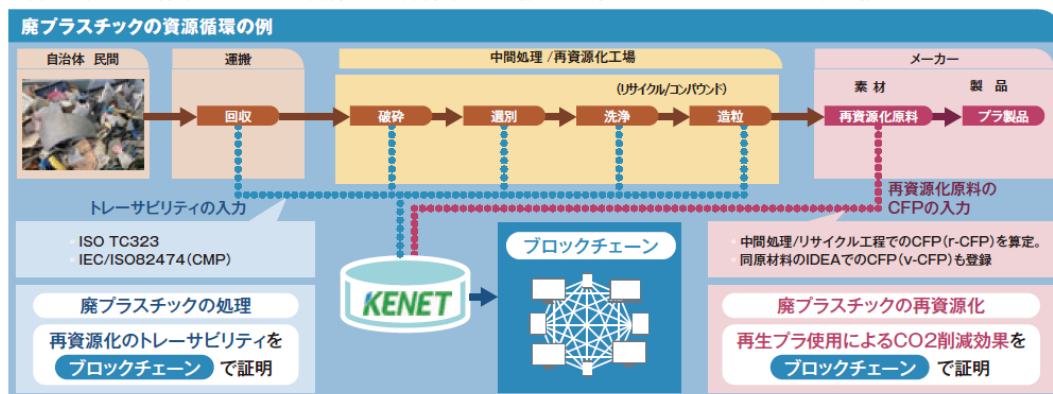 廃プラスチックの資源循環の例
自治体 民間
運搬
中間処理 /再資源化工場
メーカー
(リサイクル/コンパウンド)
素材
製品
回収
破砕
選別
洗浄
造粒
再資源化原料
プラ製品
トレーサビリティの入力
再資源化原料の
CFPの入力
・ISO TC323
・IEC/ISO82474(CMP)
KENET
ブロックチェーン
・中間処理/リサイクル工程でのCFP(r-CFP)を算定。
・同原材料のIDEAでのCFP(v-CFP)も登録
廃プラスチックの処理
再資源化のトレーサビリティを
ブロックチェーン で証明
廃プラスチックの再資源化
再生プラ使用によるCO2削減効果を
ブロックチェーン で証明